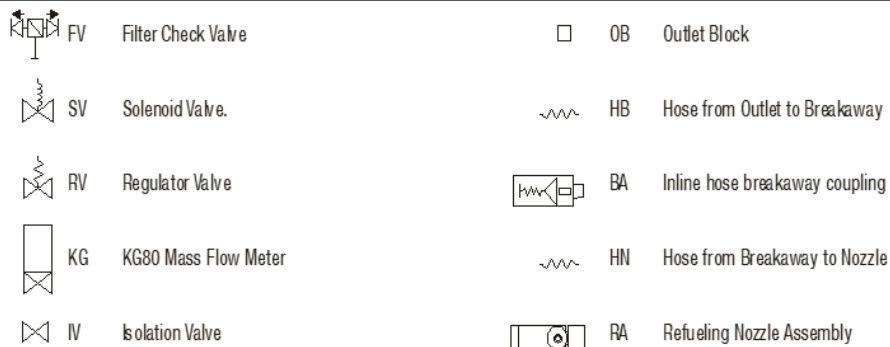 FV Filter Check Valve
OB Outlet Block
SV Solenoid Valve.
HB Hose from Outlet to Breakaway
RV Regulator Valve
BA Inline hose breakaway coupling
KG KG80 Mass Flow Meter
HN Hose from Breakaway to Nozzle
IV Isolation Valve
RA Refueling Nozzle Assembly